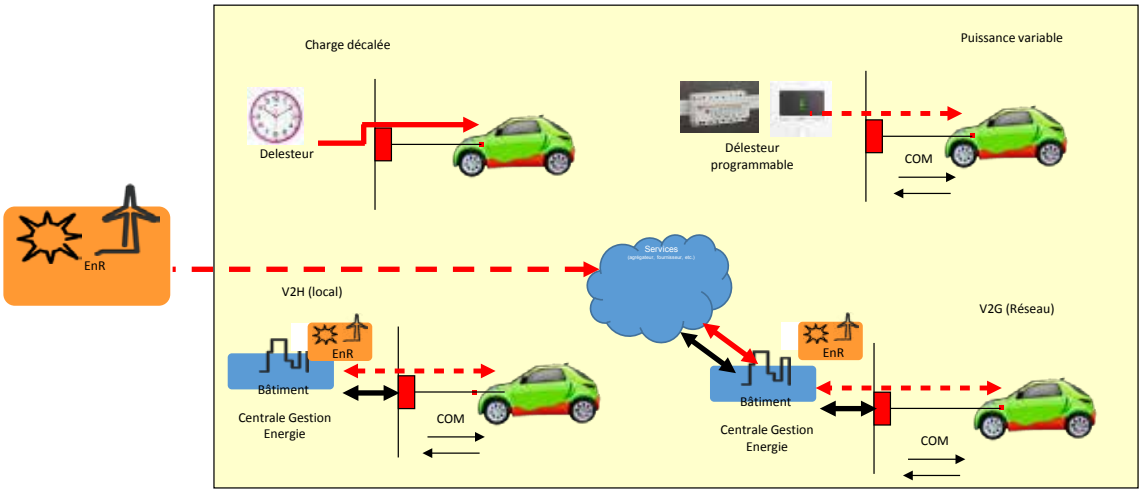 Charge décalée
Puissance variable
Delesteur
Délesteur
programmable
COM
EnR
Services
(agrégateur, fournisseur, etc.)
V2H (local)
V2G (Réseau)
EnR
EnR
Bâtiment
Bâtiment
Centrale Gestion
Energie
COM
Centrale Gestion
Energie
COM